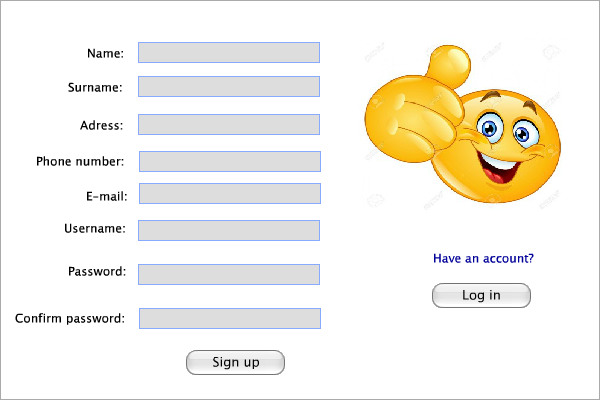 Name:
Surname:
Adress:
Phone number:
E-mail:
Username:
Password:
Confirm password:
Sign up
Have an account?
Log in